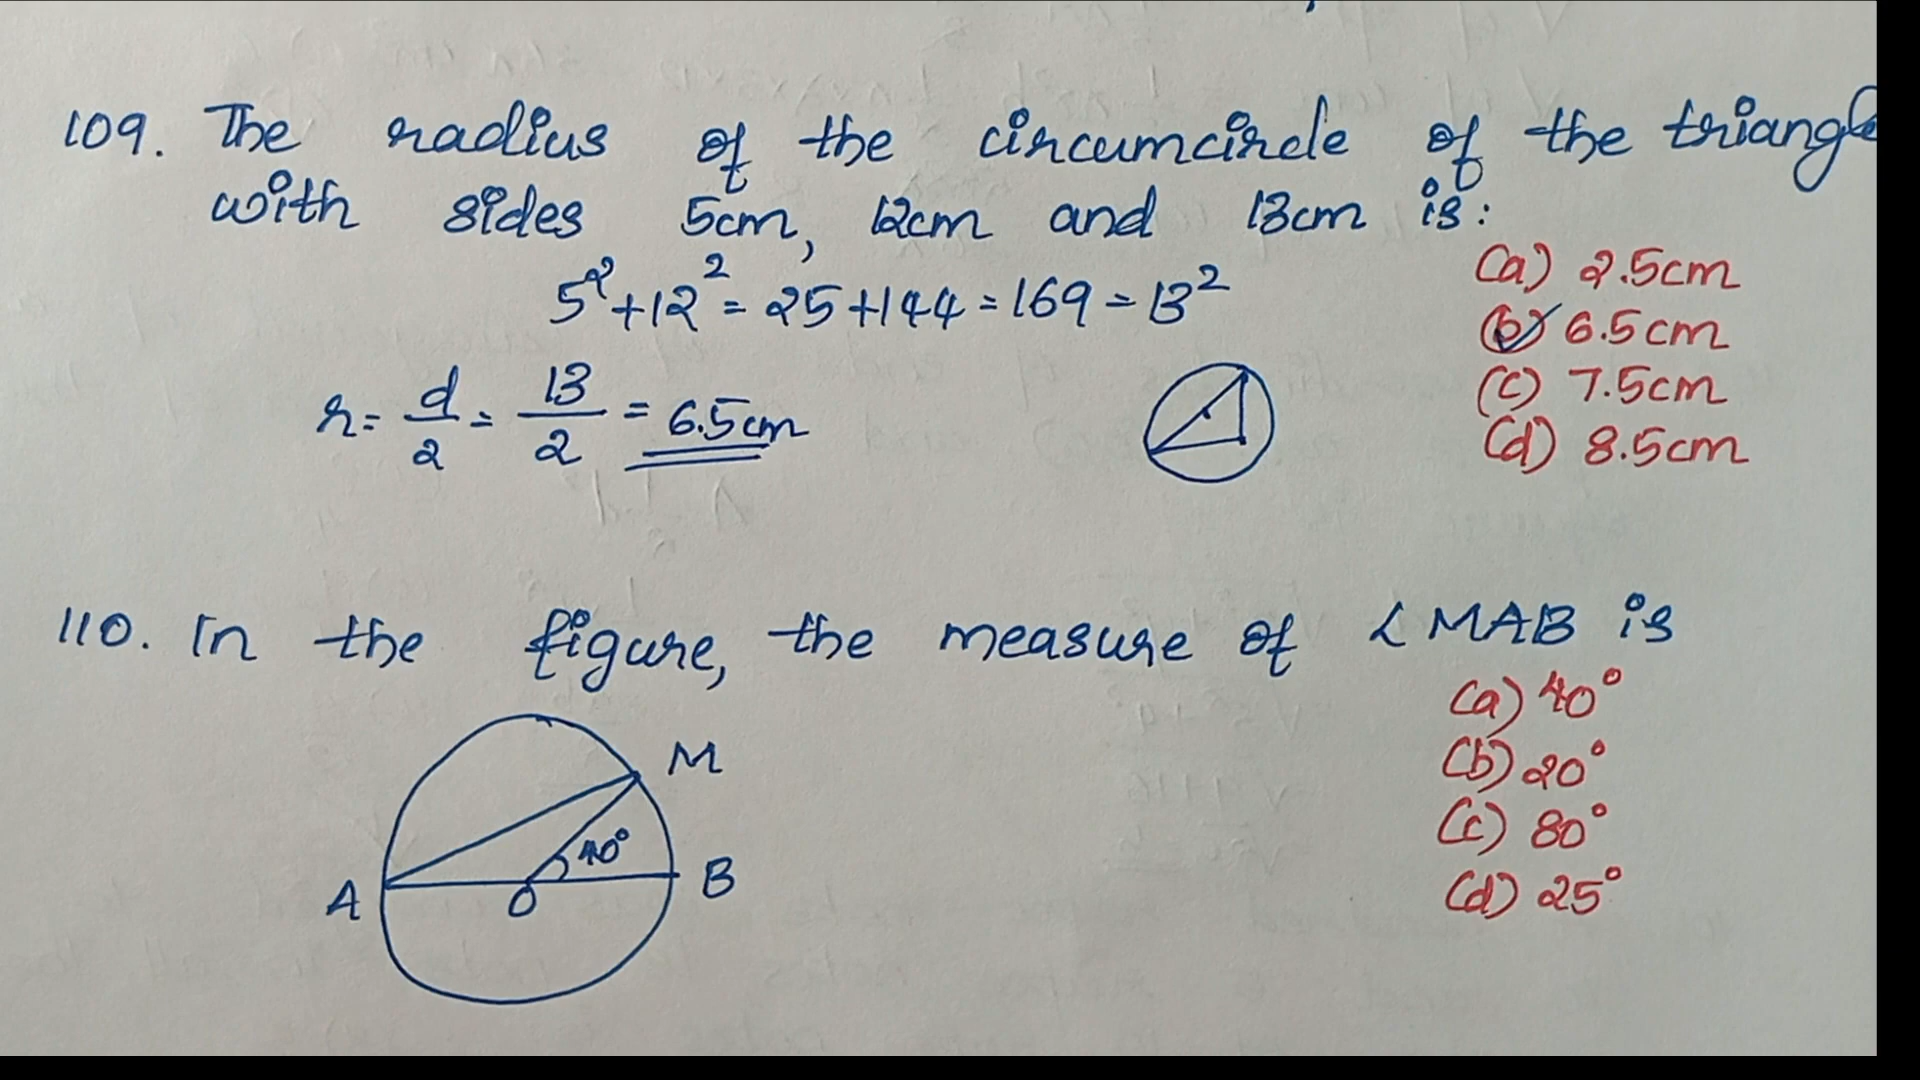 109. The radius of the circumcircle of the triangle
with sides 5cm, 12cm and 13cm is:
5²+12² = 25+144 = 169 = 13²
(a) 2.5cm
(b) 6.5cm
(c) 7.5cm
(d) 8.5cm
r = d/2 = 13/2 = 6.5cm
110. In the figure, the measure of ∠MAB is
(a) 40°
(b) 20°
(c) 80°
(d) 25°
M
40°
A O B